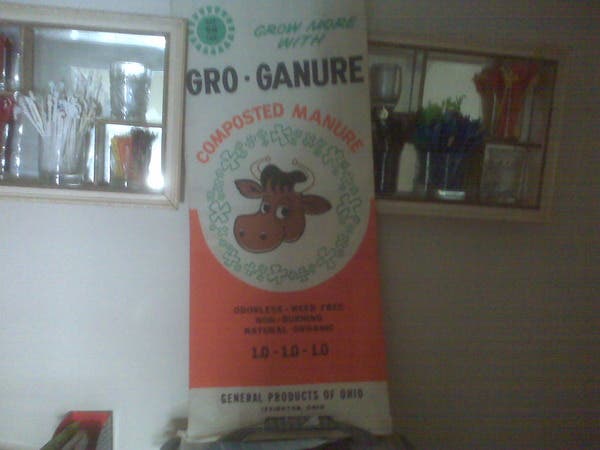 GROW MORE
WITH
GRO·GANURE
COMPOSTED MANURE
ODORLESS-WEED FREE
NON-BURNING
NATURAL ORGANIC
1.0-1.0-1.0
GENERAL PRODUCTS OF OHIO
OHIO